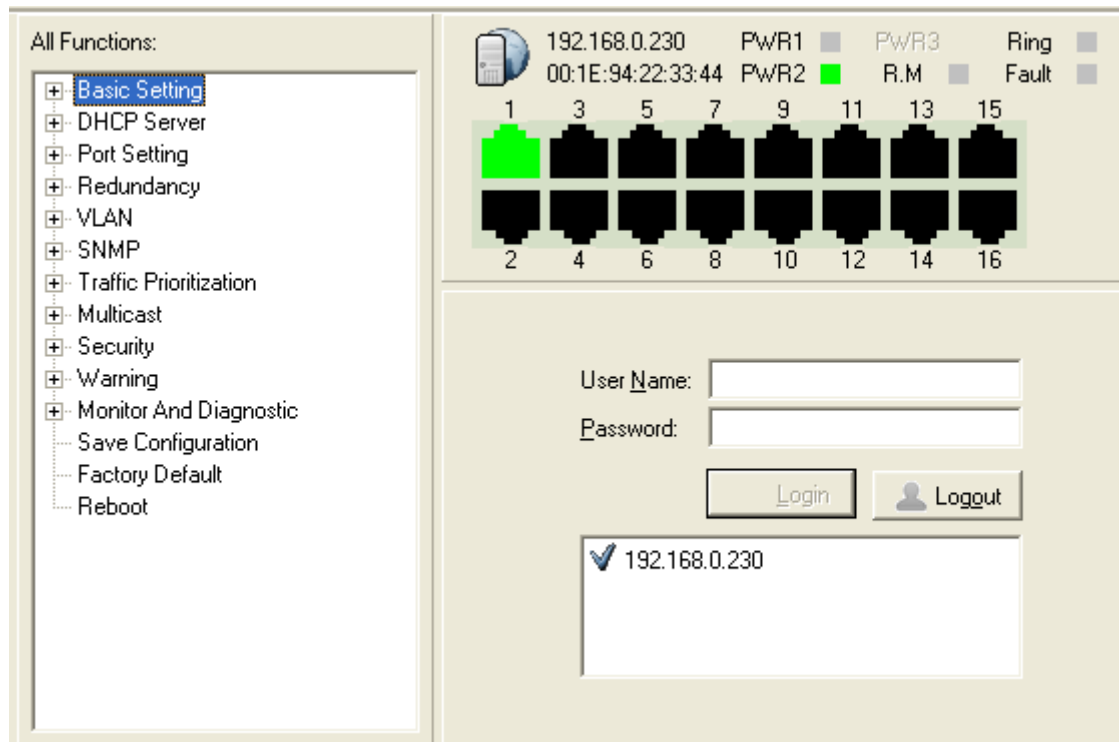 All Functions:
Basic Setting
DHCP Server
Port Setting
Redundancy
VLAN
SNMP
Traffic Prioritization
Multicast
Security
Warning
Monitor And Diagnostic
Save Configuration
Factory Default
Reboot
192.168.0.230 PWR1 PWR3 Ring
00:1E:94:22:33:44 PWR2 R.M Fault
1 3 5 7 9 11 13 15
2 4 6 8 10 12 14 16
User Name:
Password:
Login Logout
192.168.0.230